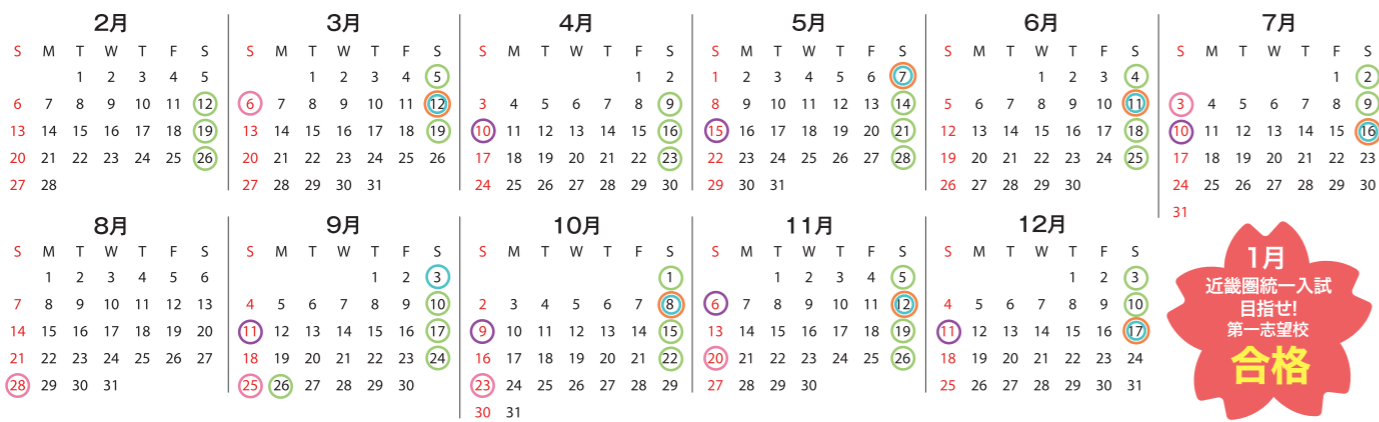 2月
S M T W T F S
1 2 3 4 5
6 7 8 9 10 11 12
13 14 15 16 17 18 19
20 21 22 23 24 25 26
27 28
3月
S M T W T F S
1 2 3 4 5
6 7 8 9 10 11 12
13 14 15 16 17 18 19
20 21 22 23 24 25 26
27 28 29 30 31
4月
S M T W T F S
1 2
3 4 5 6 7 8 9
10 11 12 13 14 15 16
17 18 19 20 21 22 23
24 25 26 27 28 29 30
5月
S M T W T F S
1 2 3 4 5 6 7
8 9 10 11 12 13 14
15 16 17 18 19 20 21
22 23 24 25 26 27 28
29 30 31
6月
S M T W T F S
1 2 3 4
5 6 7 8 9 10 11
12 13 14 15 16 17 18
19 20 21 22 23 24 25
26 27 28 29 30
7月
S M T W T F S
1 2
3 4 5 6 7 8 9
10 11 12 13 14 15 16
17 18 19 20 21 22 23
24 25 26 27 28 29 30
31
8月
S M T W T F S
1 2 3 4 5 6
7 8 9 10 11 12 13
14 15 16 17 18 19 20
21 22 23 24 25 26 27
28 29 30 31
9月
S M T W T F S
1 2 3
4 5 6 7 8 9 10
11 12 13 14 15 16 17
18 19 20 21 22 23 24
25 26 27 28 29 30
10月
S M T W T F S
1
2 3 4 5 6 7 8
9 10 11 12 13 14 15
16 17 18 19 20 21 22
23 24 25 26 27 28 29
30 31
11月
S M T W T F S
1 2 3 4 5
6 7 8 9 10 11 12
13 14 15 16 17 18 19
20 21 22 23 24 25 26
27 28 29 30
12月
S M T W T F S
1 2 3
4 5 6 7 8 9 10
11 12 13 14 15 16 17
18 19 20 21 22 23 24
25 26 27 28 29 30 31
1月
近畿圏統一入試
目指せ!
第一志望校
合格